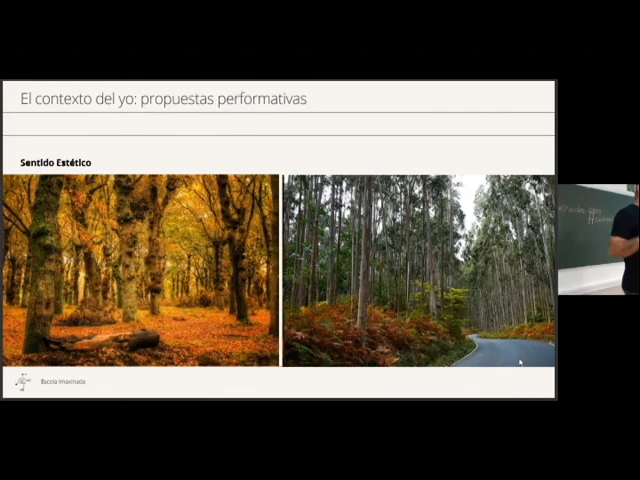 El contexto del yo: propuestas performativas
Sentido Estético
Escola Imaxinada